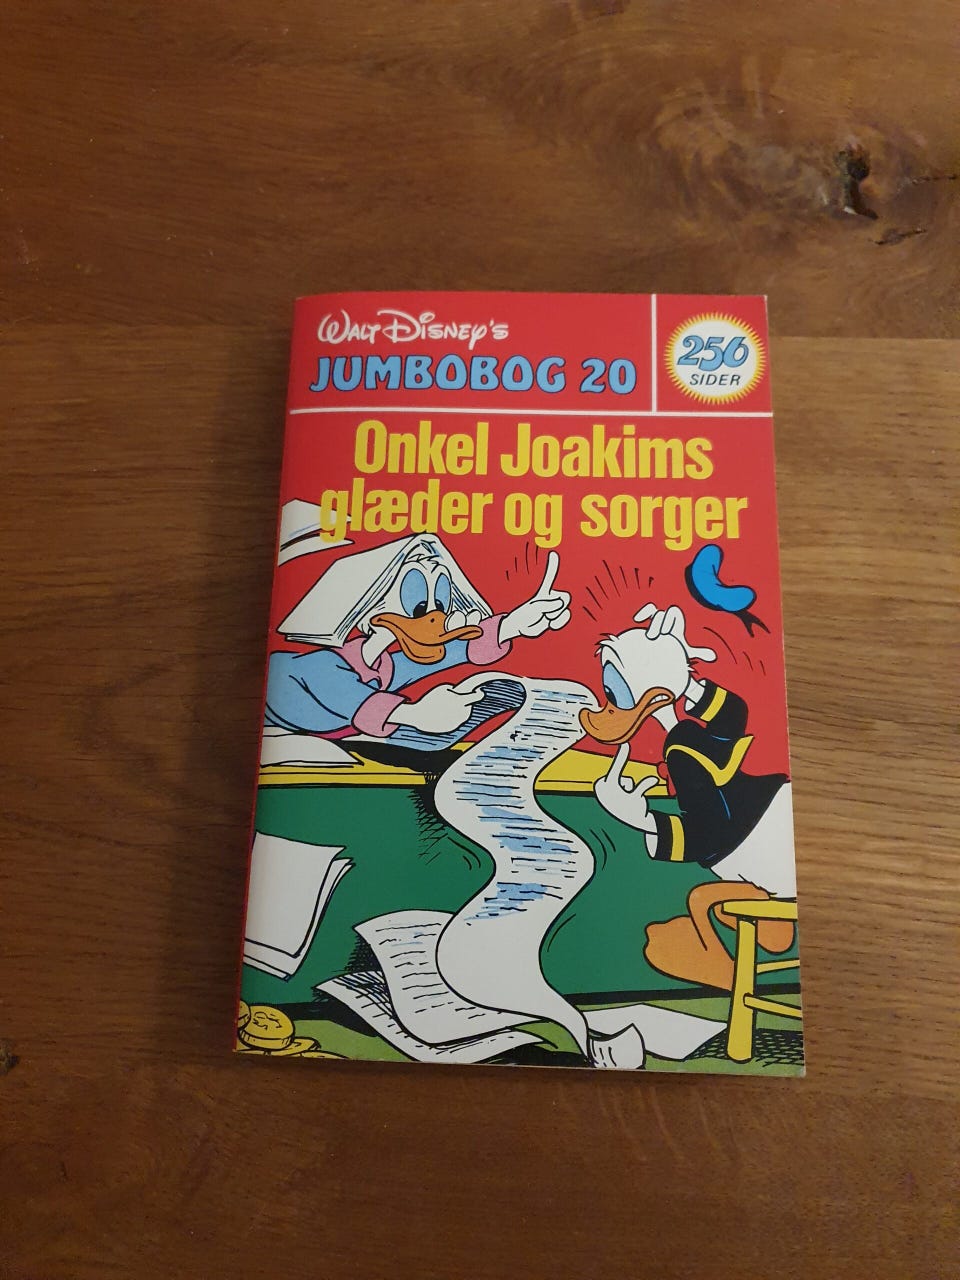 WALT DISNEY'S
JUMBOBOG 20
256
SIDER
Onkel Joakims
glæder og sorger